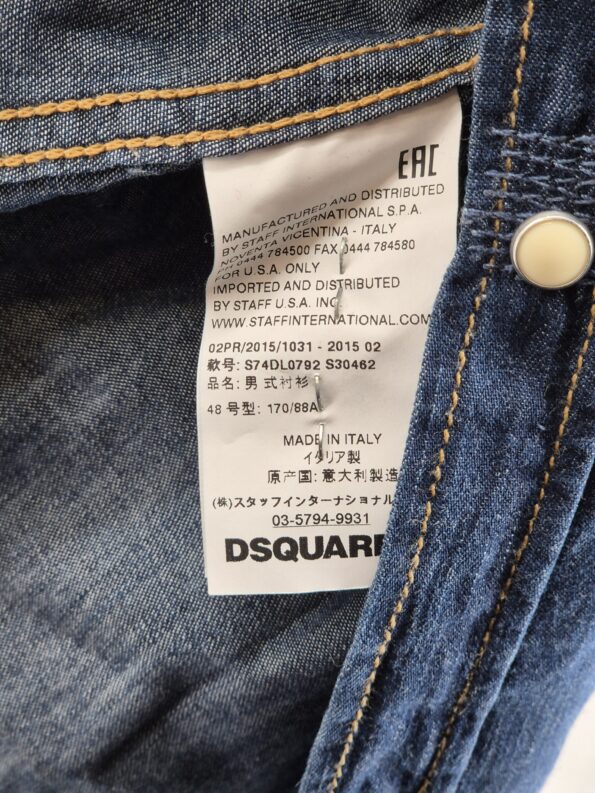 EAC
MANUFACTURED AND DISTRIBUTED
BY STAFF INTERNATIONAL S.P.A.
NOVENTA VICENTINA - ITALY
PH 0444 784500 FAX 0444 784580
FOR U.S.A. ONLY
IMPORTED AND DISTRIBUTED
BY STAFF U.S.A. INC.
WWW.STAFFINTERNATIONAL.COM
02PR/2015/1031 - 2015 02
款号: S74DL0792 S30462
品名: 男式衬衫
48 号型: 170/88A
MADE IN ITALY
イタリア製
原产国: 意大利製造
(株)スタッフインターナショナル
03-5794-9931
DSQUAR